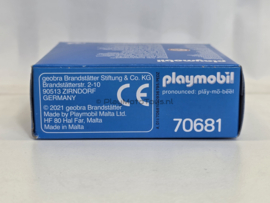 geobra Brandstätter Stiftung & Co. KG
Brandstätterstr. 2-10
90513 ZIRNDORF
GERMANY
© 2021 geobra Brandstätter
Made by Playmobil Malta Ltd.
HF 80 Hal Far, Malta
Made in Malta
CE
playmobil
pronounced: play-mō-bēēl
70681